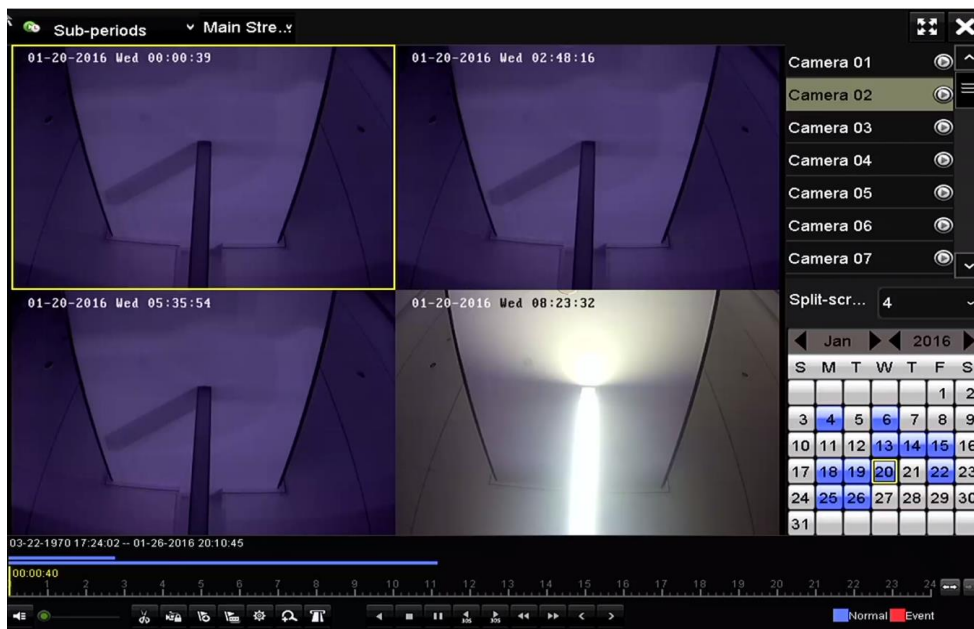 Sub-periods
Main Stre...
01-20-2016 Wed 00:00:39
01-20-2016 Wed 02:48:16
01-20-2016 Wed 05:35:54
01-20-2016 Wed 08:23:32
Camera 01
Camera 02
Camera 03
Camera 04
Camera 05
Camera 06
Camera 07
Split-scr... 4
Jan 2016
S M T W T F S
1 2
3 4 5 6 7 8 9
10 11 12 13 14 15 16
17 18 19 20 21 22 23
24 25 26 27 28 29 30
31
03-22-1970 17:24:02 -- 01-26-2016 20:10:45
00:00:40
1 2 3 4 5 6 7 8 9 10 11 12 13 14 15 16 17 18 19 20 21 22 23 24
30S 30S
Normal Event